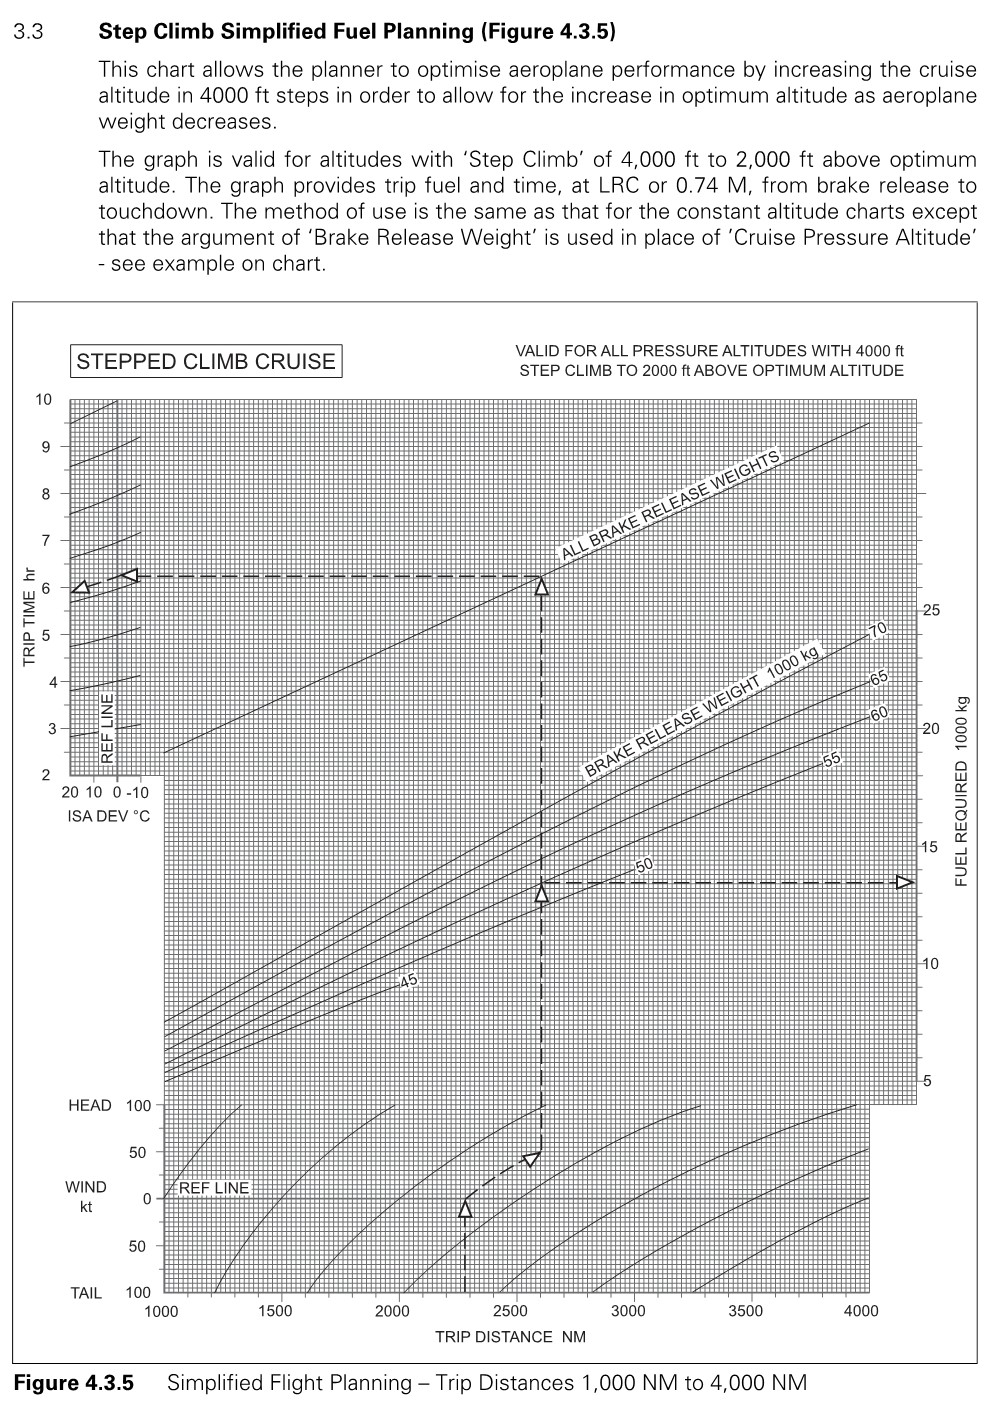 3.3 Step Climb Simplified Fuel Planning (Figure 4.3.5)
This chart allows the planner to optimise aeroplane performance by increasing the cruise
altitude in 4000 ft steps in order to allow for the increase in optimum altitude as aeroplane
weight decreases.
The graph is valid for altitudes with ‘Step Climb’ of 4,000 ft to 2,000 ft above optimum
altitude. The graph provides trip fuel and time, at LRC or 0.74 M, from brake release to
touchdown. The method of use is the same as that for the constant altitude charts except
that the argument of ‘Brake Release Weight’ is used in place of ‘Cruise Pressure Altitude’
- see example on chart.
STEPPED CLIMB CRUISE
VALID FOR ALL PRESSURE ALTITUDES WITH 4000 ft
STEP CLIMB TO 2000 ft ABOVE OPTIMUM ALTITUDE
10
9
8
7
6
5
4
3
2
TRIP TIME hr
REF LINE
20 10 0 -10
ISA DEV °C
ALL BRAKE RELEASE WEIGHTS
BRAKE RELEASE WEIGHT 1000 kg
70
65
60
55
50
45
25
20
15
10
5
FUEL REQUIRED 1000 kg
HEAD 100
50
WIND 0
kt
50
TAIL 100
REF LINE
1000 1500 2000 2500 3000 3500 4000
TRIP DISTANCE NM
Figure 4.3.5 Simplified Flight Planning – Trip Distances 1,000 NM to 4,000 NM